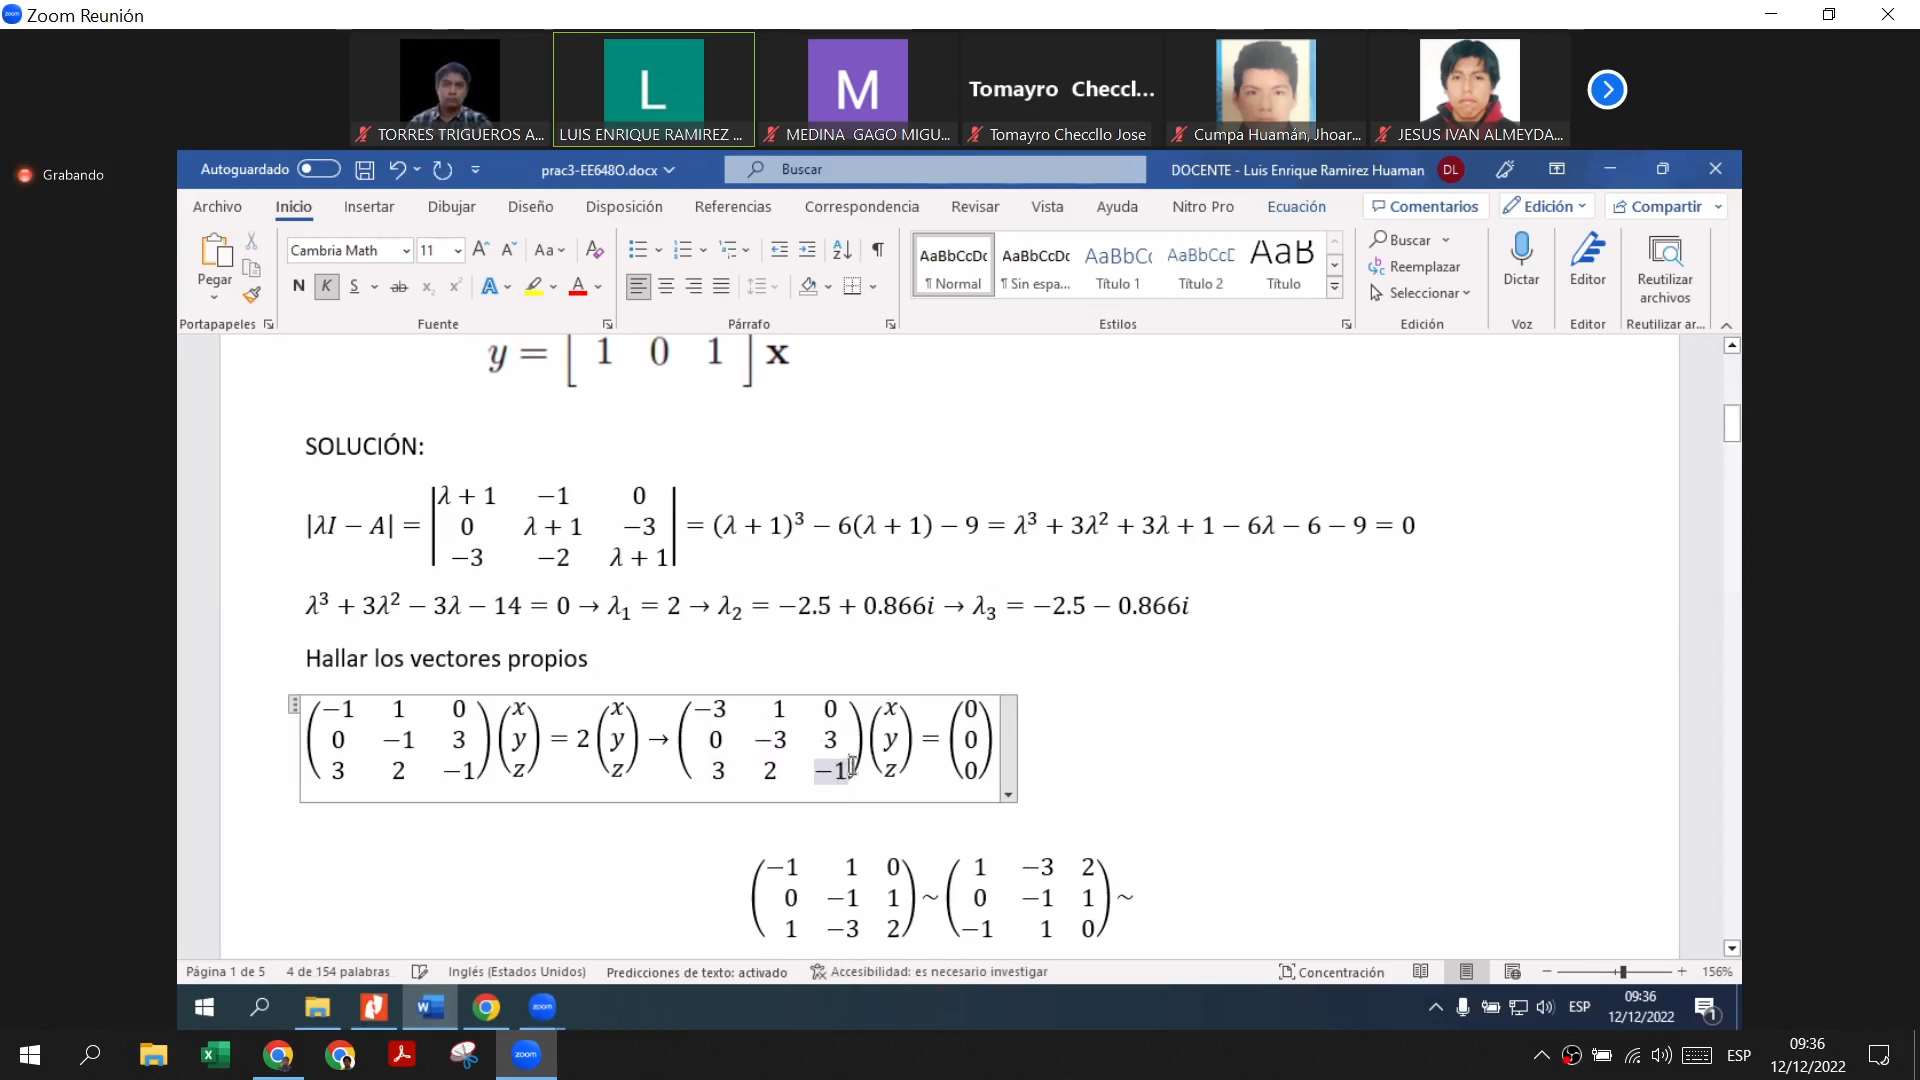 Zoom Reunión
L
M
Tomayro Checcl...
TORRES TRIGUEROS A...
LUIS ENRIQUE RAMIREZ ...
MEDINA GAGO MIGU...
Tomayro Checcllo Jose
Cumpa Huamán, Jhoar...
JESUS IVAN ALMEYDA...
Grabando
Autoguardado
prac3-EE648O.docx
Buscar
DOCENTE - Luis Enrique Ramirez Huaman DL
Archivo Inicio Insertar Dibujar Diseño Disposición Referencias Correspondencia Revisar Vista Ayuda Nitro Pro Ecuación Comentarios Edición Compartir
Pegar
Cambria Math 11 A A Aa A
N K S ab x₂ x² A A
AaBbCcDc AaBbCcDc AaBbCc AaBbCcD AaB
¶ Normal ¶ Sin espa... Título 1 Título 2 Título
Buscar
Reemplazar
Seleccionar
Dictar
Editor
Reutilizar archivos
Portapapeles Fuente Párrafo Estilos Edición Voz Editor Reutilizar ar...
y = [ 1 0 1 ] x
SOLUCIÓN:
|λI − A| = | λ + 1 −1 0 | = (λ + 1)³ − 6(λ + 1) − 9 = λ³ + 3λ² + 3λ + 1 − 6λ − 6 − 9 = 0
0 λ + 1 −3
−3 −2 λ + 1
λ³ + 3λ² − 3λ − 14 = 0 → λ₁ = 2 → λ₂ = −2.5 + 0.866i → λ₃ = −2.5 − 0.866i
Hallar los vectores propios
−1 1 0 x x −3 1 0 x 0
0 −1 3 y = 2 y → 0 −3 3 y = 0
3 2 −1 z z 3 2 −1 z 0
−1 1 0 1 −3 2
0 −1 1 ~ 0 −1 1 ~
1 −3 2 −1 1 0
Página 1 de 5 4 de 154 palabras Inglés (Estados Unidos) Predicciones de texto: activado Accesibilidad: es necesario investigar Concentración 156%
zoom
ESP
09:36
12/12/2022
1
zoom
ESP
09:36
12/12/2022